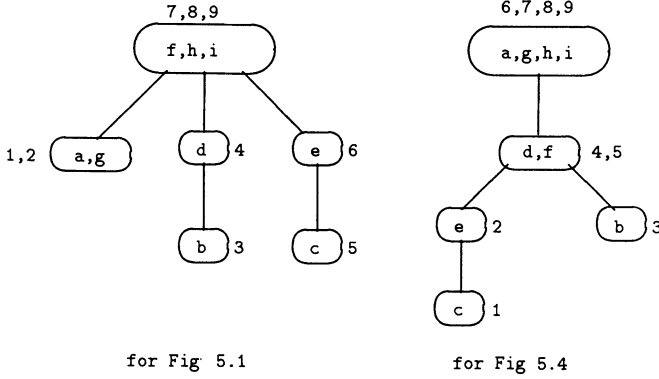 7,8,9
f,h,i
1,2 a,g
d 4
e 6
b 3
c 5
for Fig 5.1
6,7,8,9
a,g,h,i
d,f 4,5
e 2
b 3
c 1
for Fig 5.4